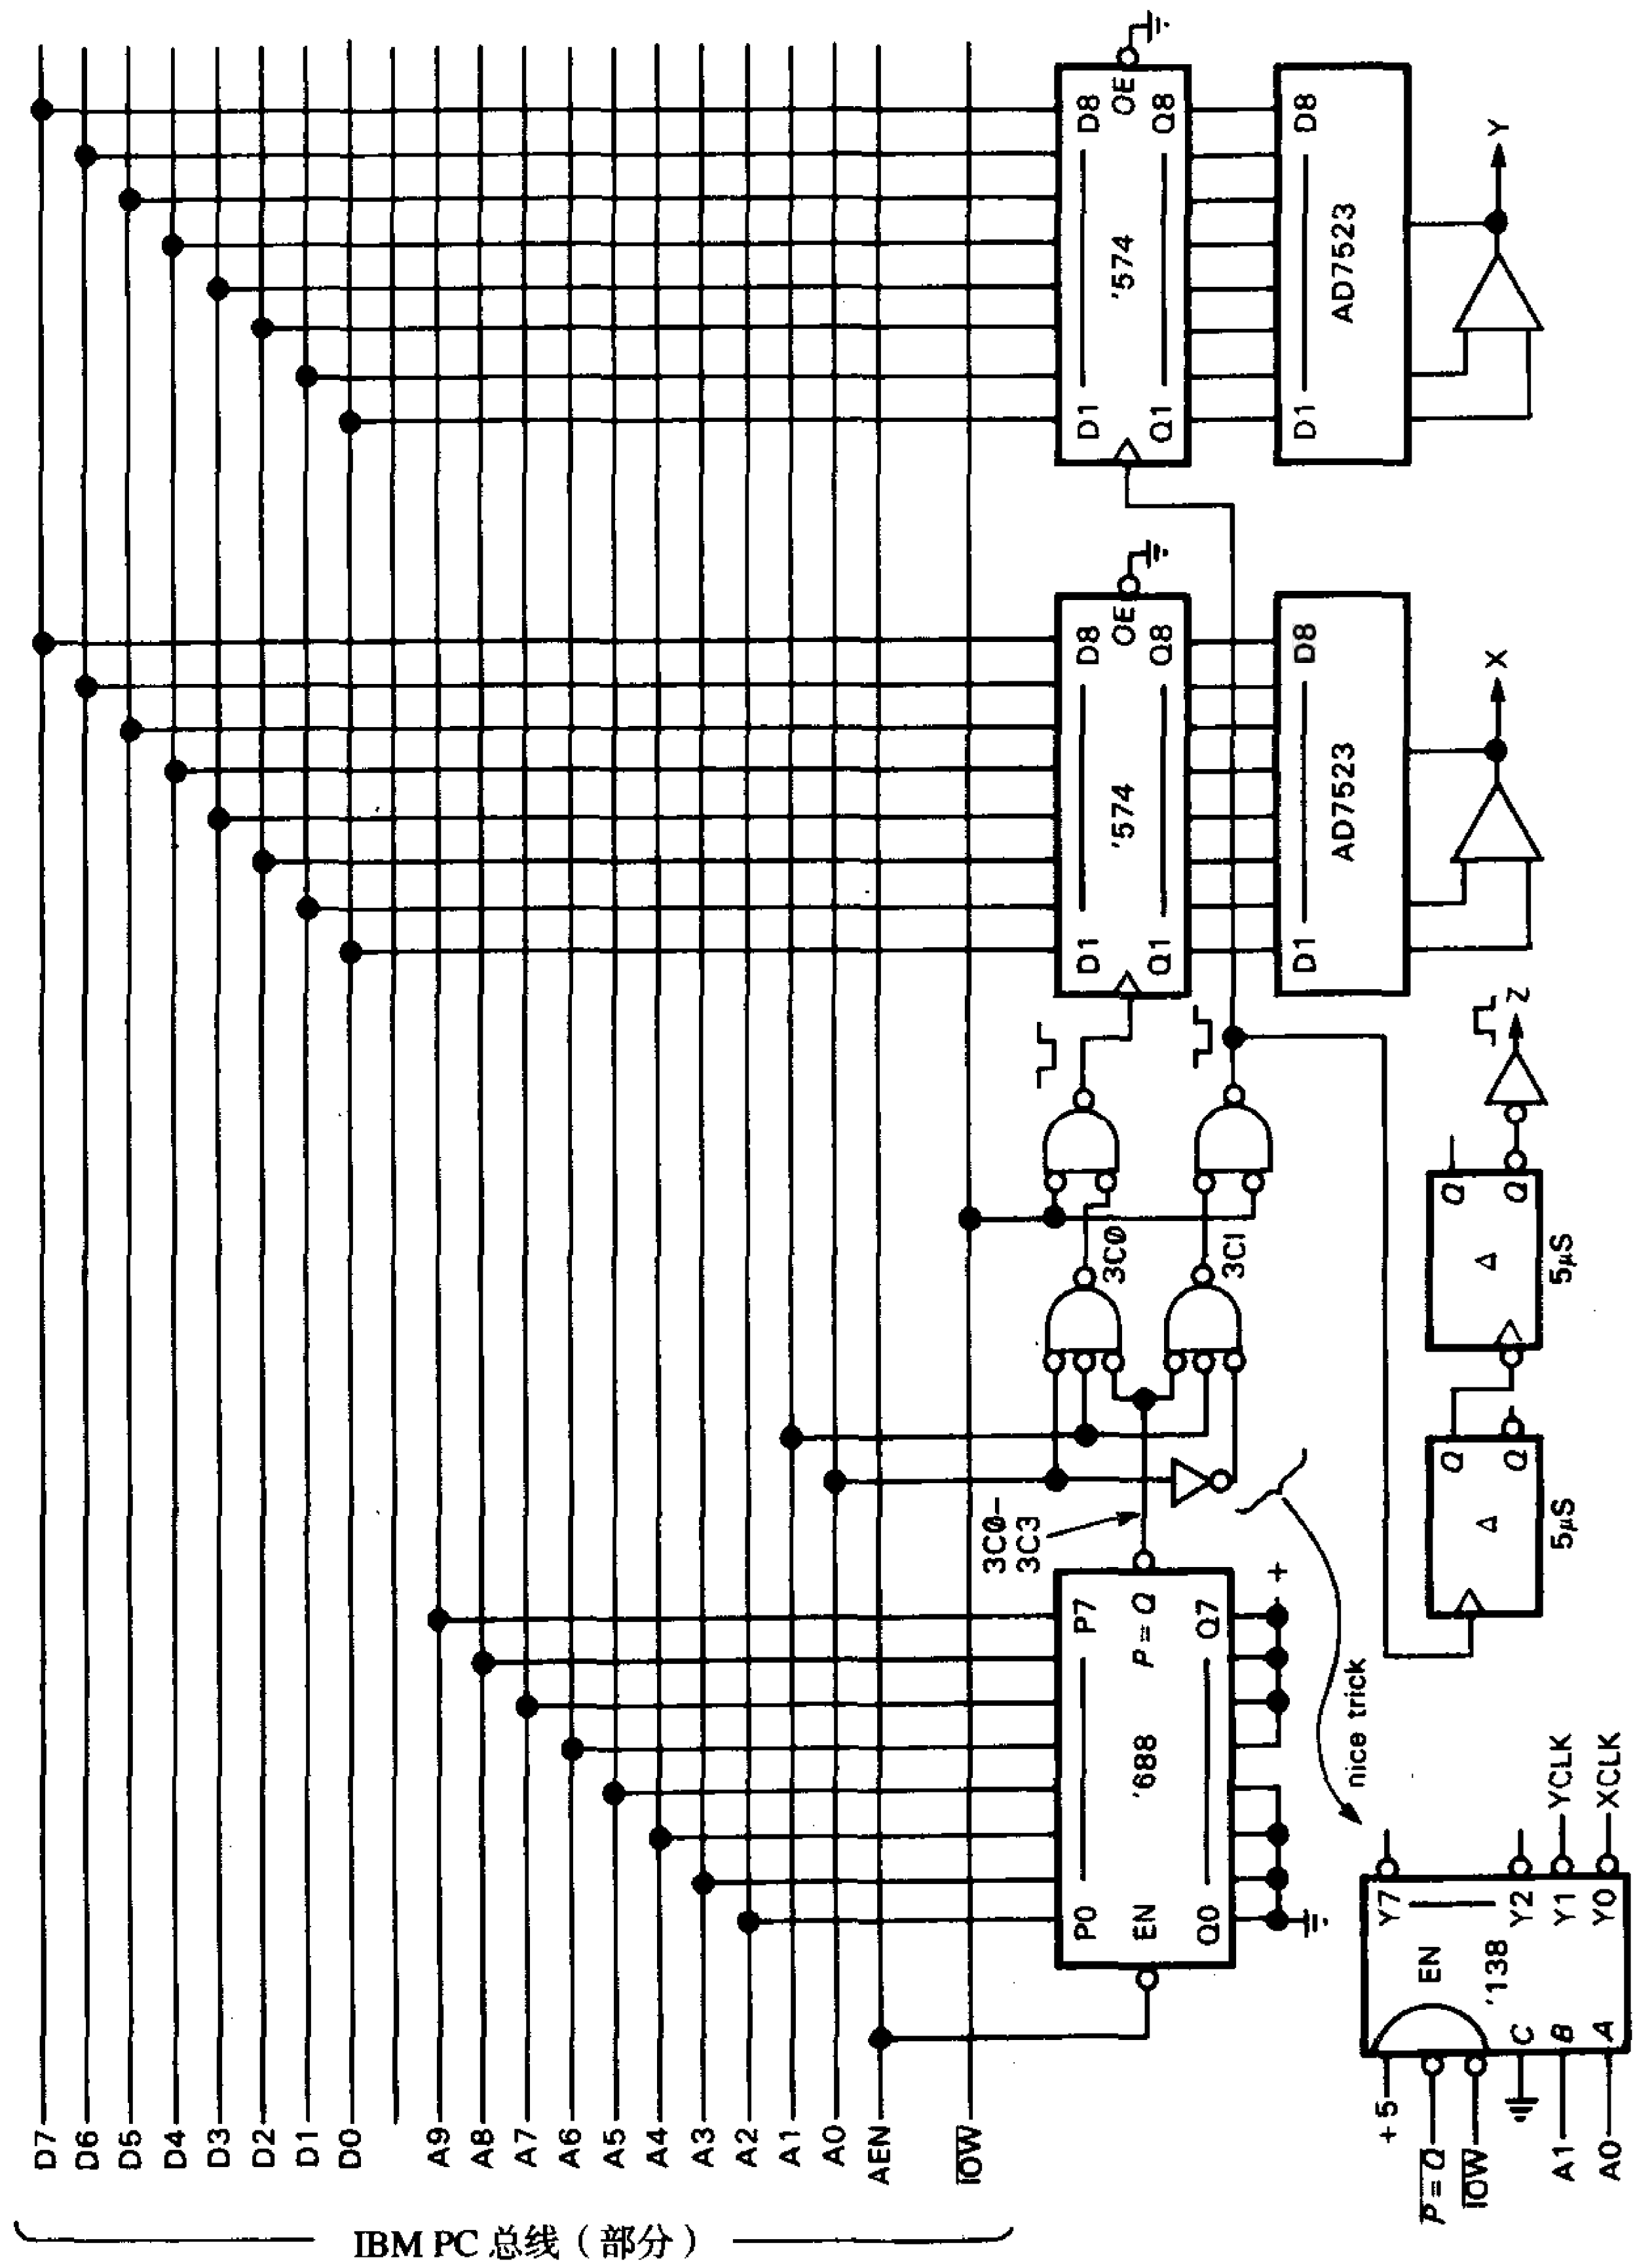 IBM PC 总线（部分）
D7
D6
D5
D4
D3
D2
D1
D0
A9
A8
A7
A6
A5
A4
A3
A2
A1
A0
AEN
IOW
P0
P7
EN
'688
P = Q
Q0
Q7
+
3C0–
3C3
3C0
3C1
D1
D8
OE
'574
Q1
Q8
D1
D8
AD7523
X
D1
D8
OE
'574
Q1
Q8
D1
D8
AD7523
Y
Q
Δ
Q
5μS
Q
Δ
Q
5μS
Z
nice trick
+5
P = Q
IOW
A1
A0
EN
'138
C
B
A
Y7
Y2
Y1
Y0
YCLK
XCLK